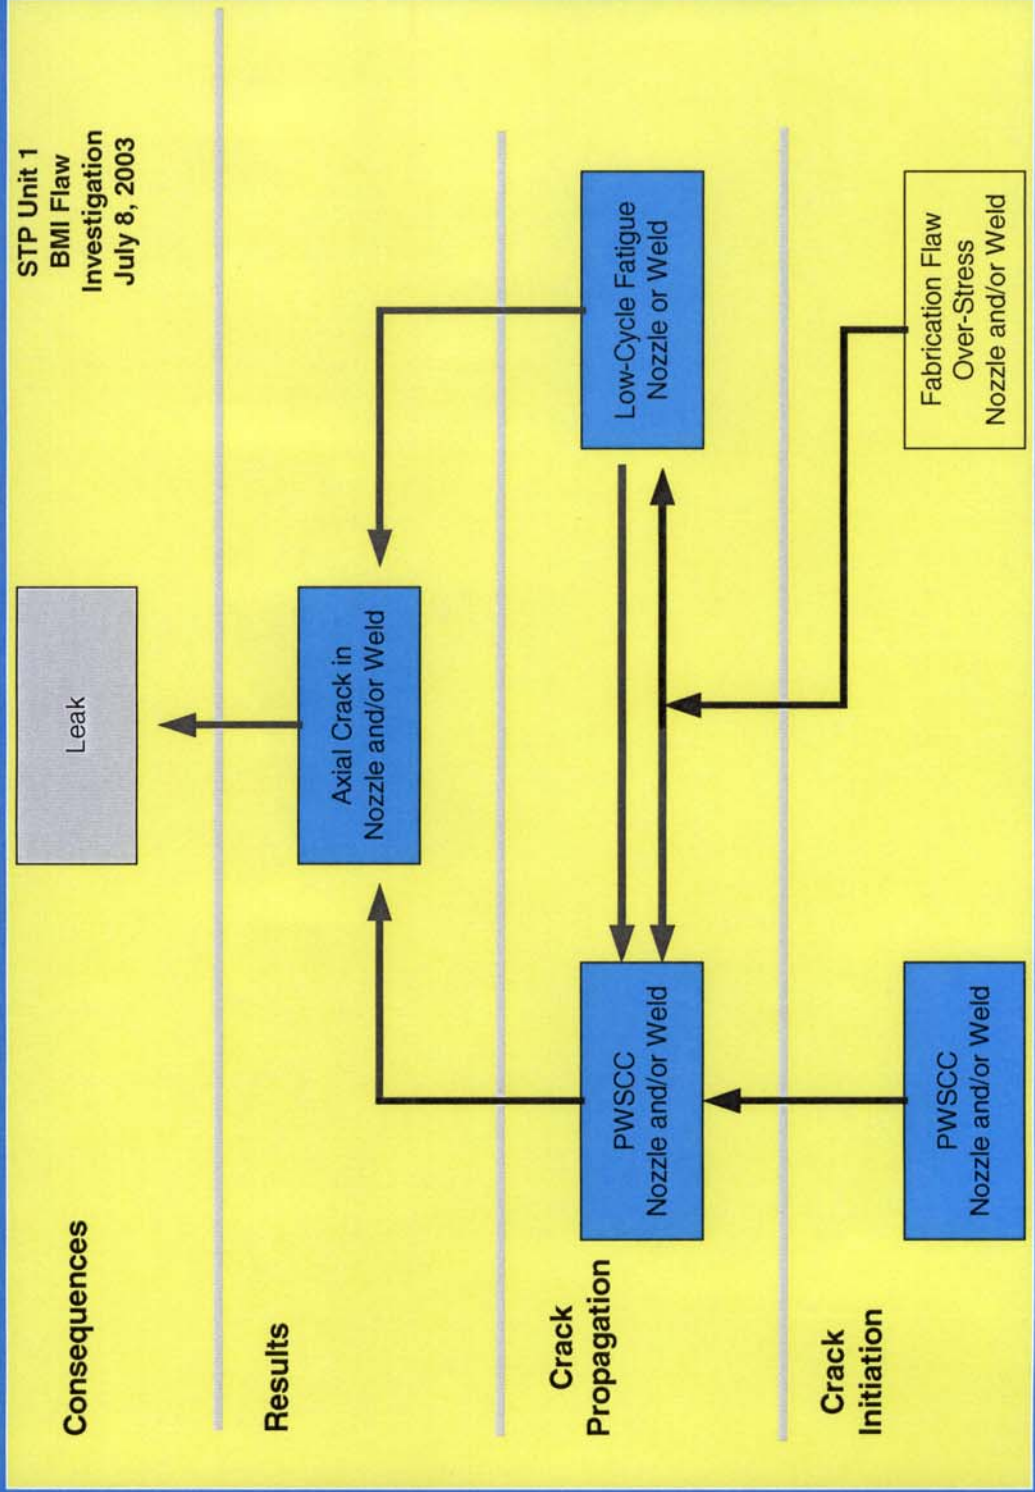 STP Unit 1
BMI Flaw
Investigation
July 8, 2003
Consequences
Leak
Results
Axial Crack in
Nozzle and/or Weld
Crack
Propagation
PWSCC
Nozzle and/or Weld
Low-Cycle Fatigue
Nozzle or Weld
Crack
Initiation
PWSCC
Nozzle and/or Weld
Fabrication Flaw
Over-Stress
Nozzle and/or Weld